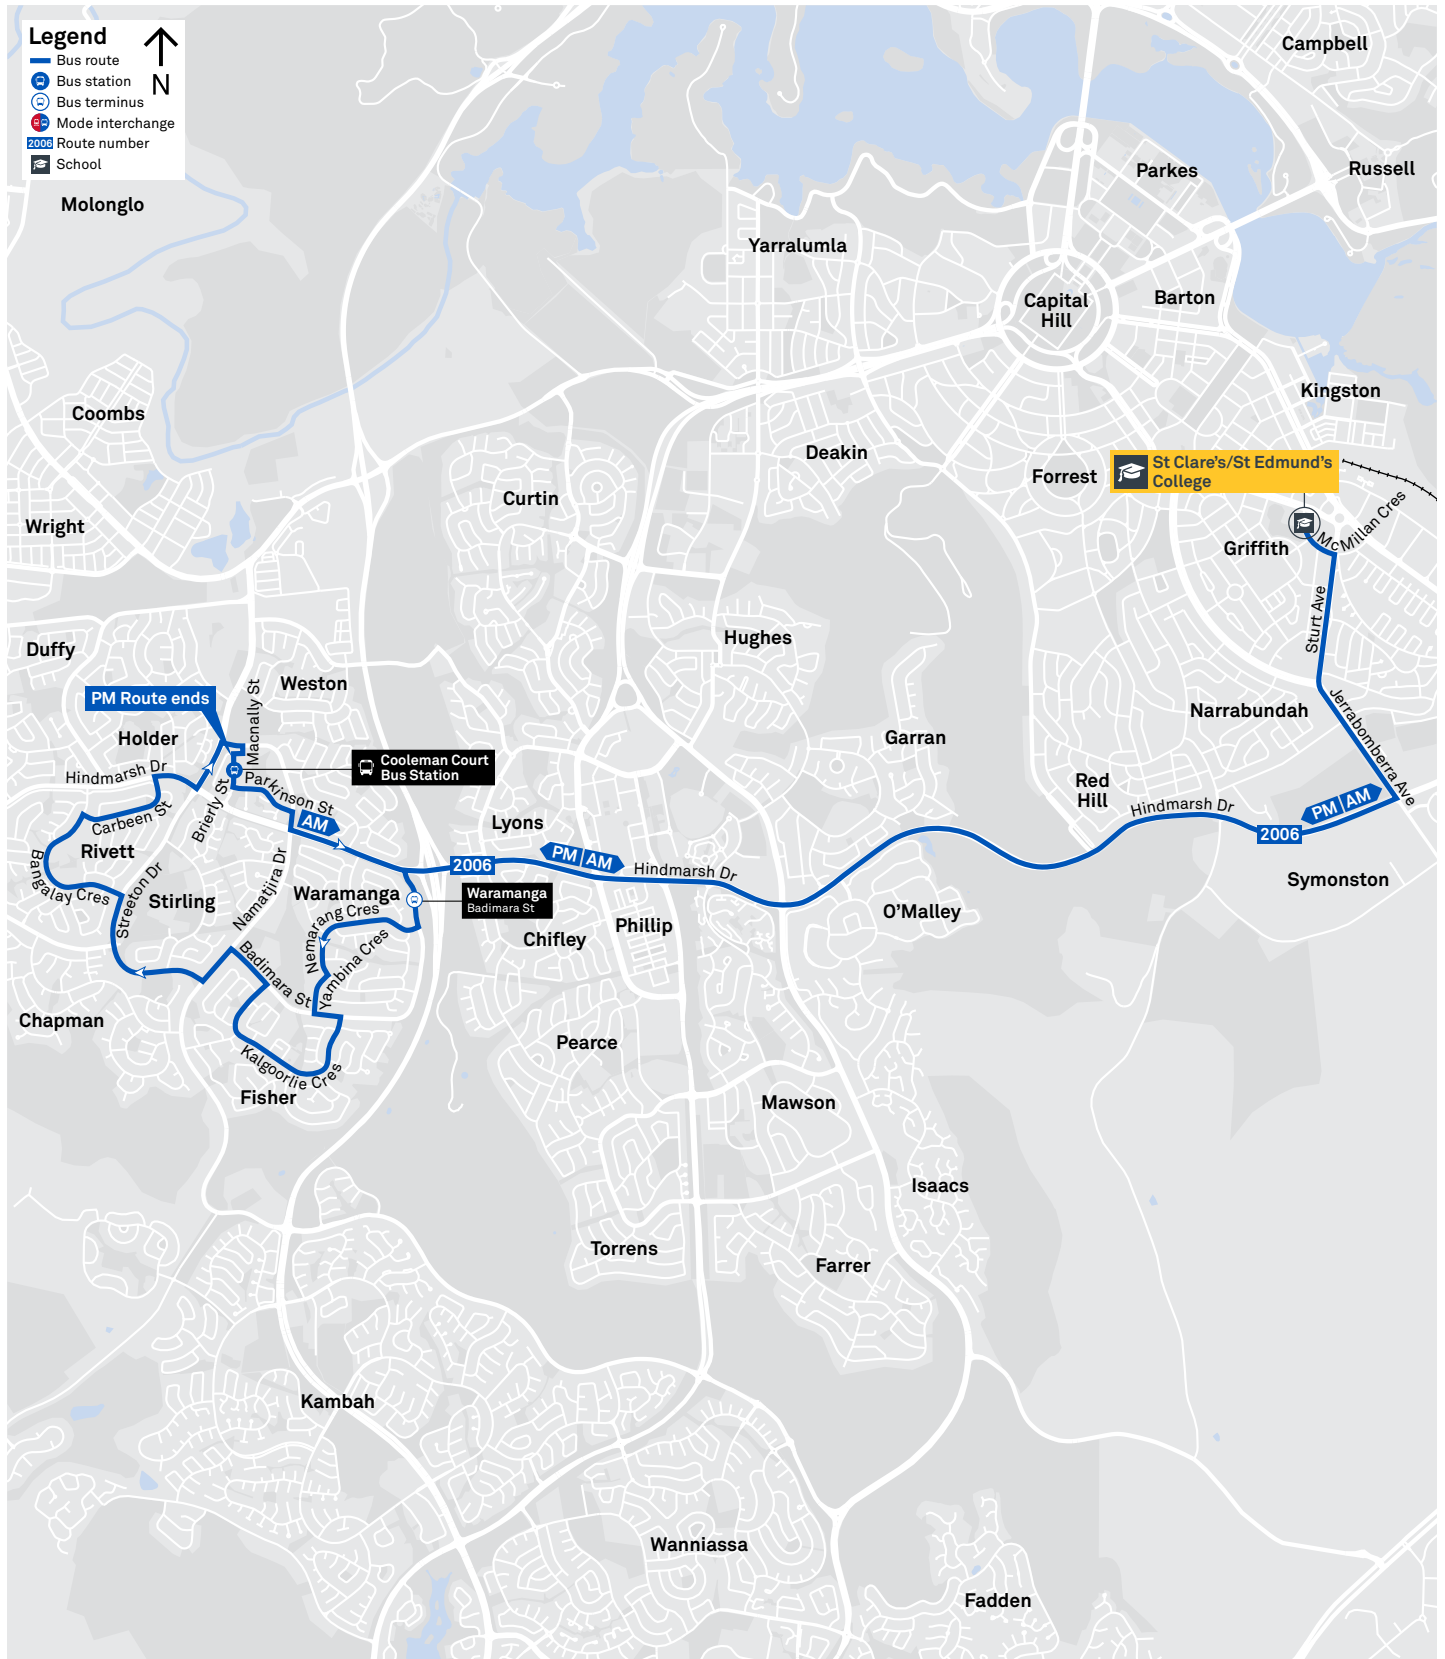 Legend
N
Bus route
Bus station
Bus terminus
Mode interchange
2006 Route number
School
Campbell
Parkes
Russell
Molonglo
Yarralumla
Capital
Hill
Barton
Kingston
Coombs
Deakin
Forrest
St Clare's/St Edmund's
College
Curtin
Wright
McMillan Cres
Griffith
Sturt Ave
Duffy
Hughes
Weston
PM Route ends
Macnally St
Jerrabomberra Ave
Narrabundah
Holder
Garran
Cooleman Court
Bus Station
Hindmarsh Dr
Parkinson St
Brierly St
Red
Hill
Hindmarsh Dr
PM AM
2006
Carbeen St
AM
Lyons
Rivett
PM AM
2006
Hindmarsh Dr
Bangalay Cres
Streeton Dr
Stirling
Namatjira Dr
Waramanga
Waramanga
Badimara St
Symonston
O'Malley
Nemarang Cres
Chifley
Phillip
Yambina Cres
Badimara St
Chapman
Pearce
Kalgoorlie Cres
Fisher
Mawson
Isaacs
Torrens
Farrer
Kambah
Wanniassa
Fadden